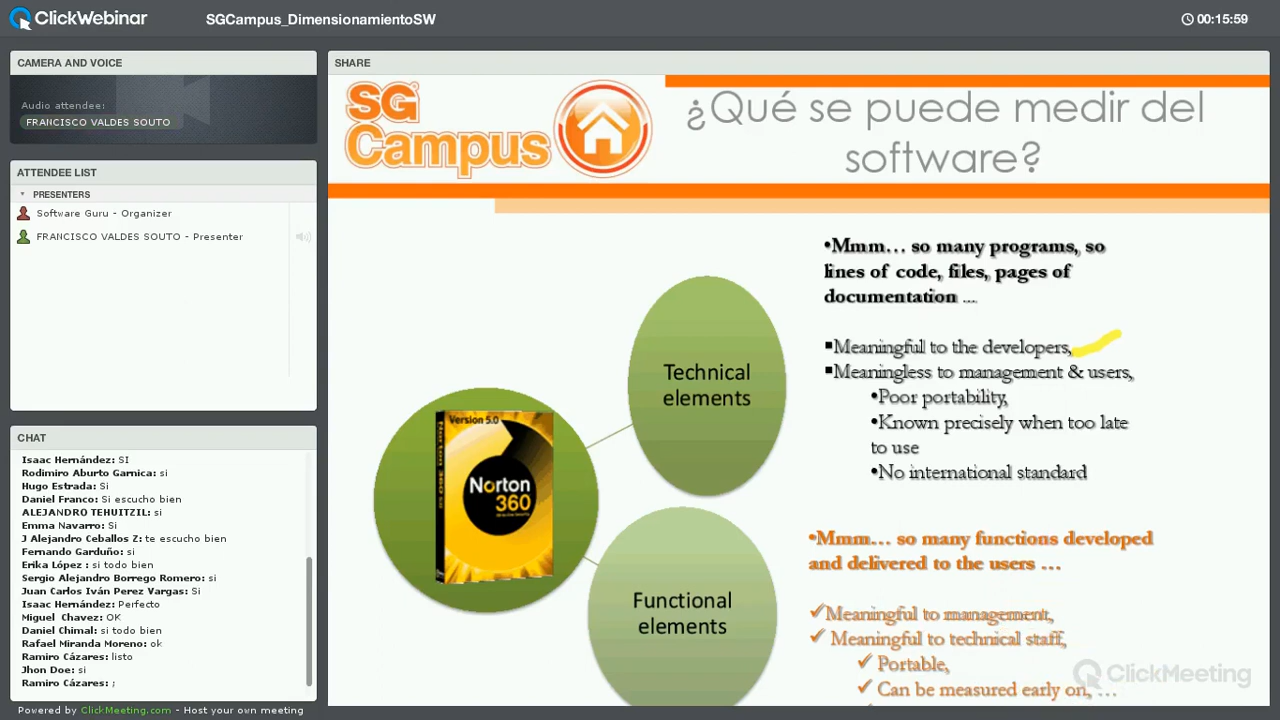 ClickWebinar
SGCampus_DimensionamientoSW
00:15:59
CAMERA AND VOICE
Audio attendee:
FRANCISCO VALDES SOUTO
ATTENDEE LIST
PRESENTERS
Software Guru - Organizer
FRANCISCO VALDES SOUTO - Presenter
CHAT
Isaac Hernández: SI
Rodimiro Aburto Garnica: si
Hugo Estrada: Si
Daniel Franco: Si escucho bien
ALEJANDRO TEHUITZIL: si
Emma Navarro: Si
J Alejandro Ceballos Z: te escucho bien
Fernando Garduño: si
Erika López : si todo bien
Sergio Alejandro Borrego Romero: si
Juan Carlos Iván Perez Vargas: Si
Isaac Hernández: Perfecto
Miguel Chavez: OK
Daniel Chimal: si todo bien
Rafael Miranda Moreno: ok
Ramiro Cázares: listo
Jhon Doe: si
Ramiro Cázares: ;
Powered by ClickMeeting.com - Host your own meeting
SHARE
SG
Campus
¿Qué se puede medir del
software?
Version 5.0
Norton
360
Technical
elements
Functional
elements
•Mmm... so many programs, so
lines of code, files, pages of
documentation ...
▪Meaningful to the developers,
▪Meaningless to management & users,
•Poor portability,
•Known precisely when too late
to use
•No international standard
•Mmm... so many functions developed
and delivered to the users ...
✓Meaningful to management,
✓ Meaningful to technical staff,
✓ Portable,
✓ Can be measured early on, ...
ClickMeeting